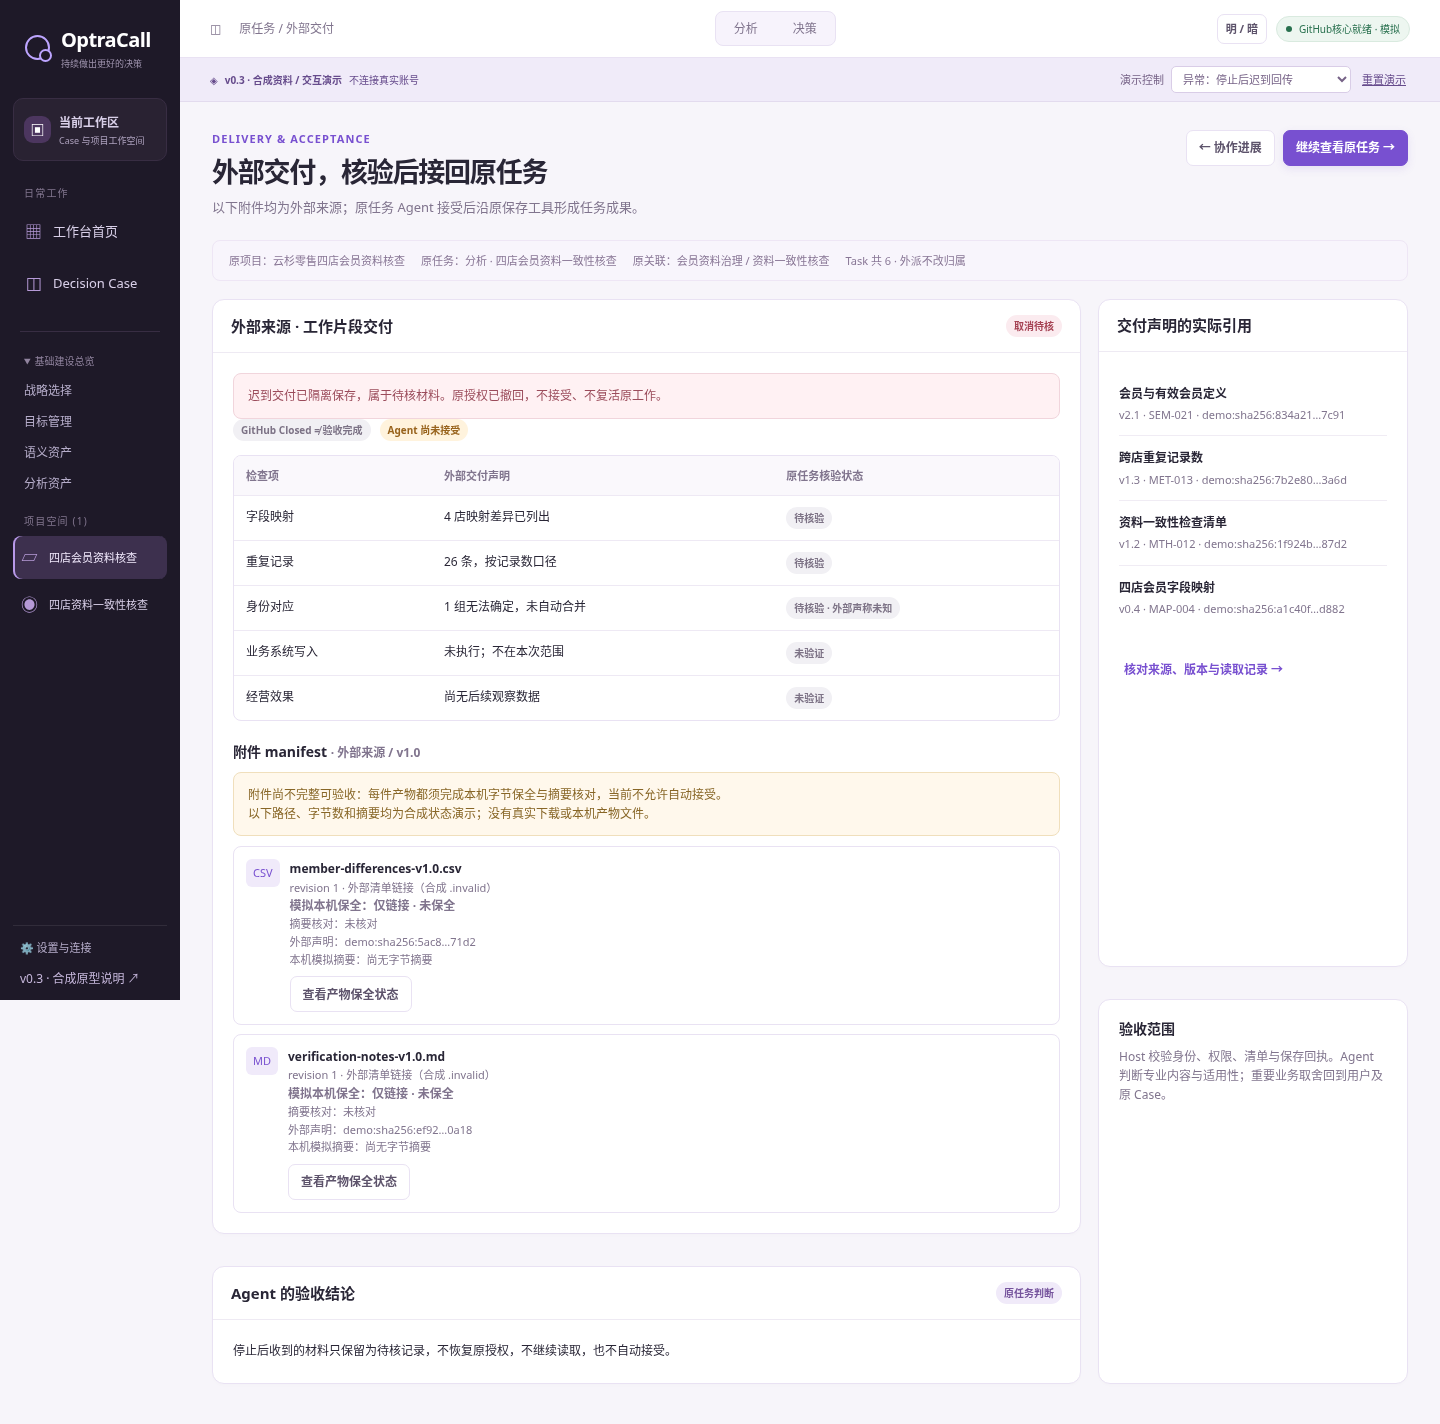 OptraCall
持续做出更好的决策
当前工作区
Case 与项目工作空间
日常工作
工作台首页
Decision Case
▼ 基础建设总览
战略选择
目标管理
语义资产
分析资产
项目空间 (1)
四店会员资料核查
四店资料一致性核查
设置与连接
v0.3 · 合成原型说明 ↗
原任务 / 外部交付
分析
决策
明 / 暗
GitHub核心就绪 · 模拟
◈ v0.3 · 合成资料 / 交互演示 不连接真实账号
演示控制
异常：停止后迟到回传
重置演示
DELIVERY & ACCEPTANCE
外部交付，核验后接回原任务
以下附件均为外部来源；原任务 Agent 接受后沿原保存工具形成任务成果。
← 协作进展
继续查看原任务 →
原项目：云杉零售四店会员资料核查 原任务：分析 · 四店会员资料一致性核查 原关联：会员资料治理 / 资料一致性核查 Task 共 6 · 外派不改归属
外部来源 · 工作片段交付
取消待核
迟到交付已隔离保存，属于待核材料。原授权已撤回，不接受、不复活原工作。
GitHub Closed ≠ 验收完成
Agent 尚未接受
检查项 外部交付声明 原任务核验状态
字段映射 4 店映射差异已列出 待核验
重复记录 26 条，按记录数口径 待核验
身份对应 1 组无法确定，未自动合并 待核验 · 外部声称未知
业务系统写入 未执行；不在本次范围 未验证
经营效果 尚无后续观察数据 未验证
附件 manifest · 外部来源 / v1.0
附件尚不完整可验收：每件产物都须完成本机字节保全与摘要核对，当前不允许自动接受。
以下路径、字节数和摘要均为合成状态演示；没有真实下载或本机产物文件。
CSV
member-differences-v1.0.csv
revision 1 · 外部清单链接（合成 .invalid）
模拟本机保全：仅链接 · 未保全
摘要核对：未核对
外部声明：demo:sha256:5ac8…71d2
本机模拟摘要：尚无字节摘要
查看产物保全状态
MD
verification-notes-v1.0.md
revision 1 · 外部清单链接（合成 .invalid）
模拟本机保全：仅链接 · 未保全
摘要核对：未核对
外部声明：demo:sha256:ef92…0a18
本机模拟摘要：尚无字节摘要
查看产物保全状态
Agent 的验收结论
原任务判断
停止后收到的材料只保留为待核记录，不恢复原授权，不继续读取，也不自动接受。
交付声明的实际引用
会员与有效会员定义
v2.1 · SEM-021 · demo:sha256:834a21…7c91
跨店重复记录数
v1.3 · MET-013 · demo:sha256:7b2e80…3a6d
资料一致性检查清单
v1.2 · MTH-012 · demo:sha256:1f924b…87d2
四店会员字段映射
v0.4 · MAP-004 · demo:sha256:a1c40f…d882
核对来源、版本与读取记录 →
验收范围
Host 校验身份、权限、清单与保存回执。Agent
判断专业内容与适用性；重要业务取舍回到用户及
原 Case。